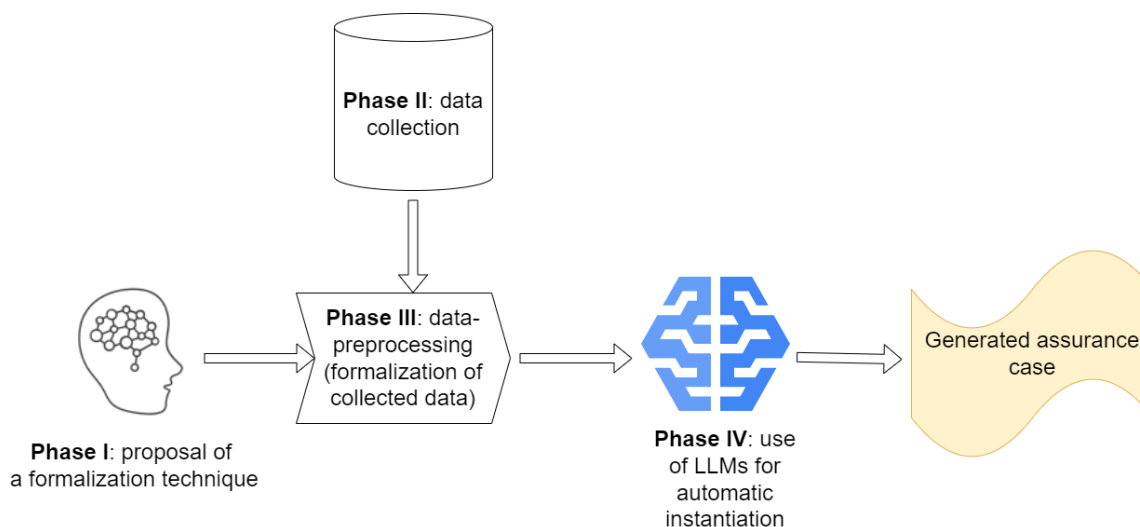 Phase II: data
collection
Phase III: data-
preprocessing
(formalization of
collected data)
Phase I: proposal of
a formalization technique
Phase IV: use
of LLMs for
automatic
instantiation
Generated assurance
case